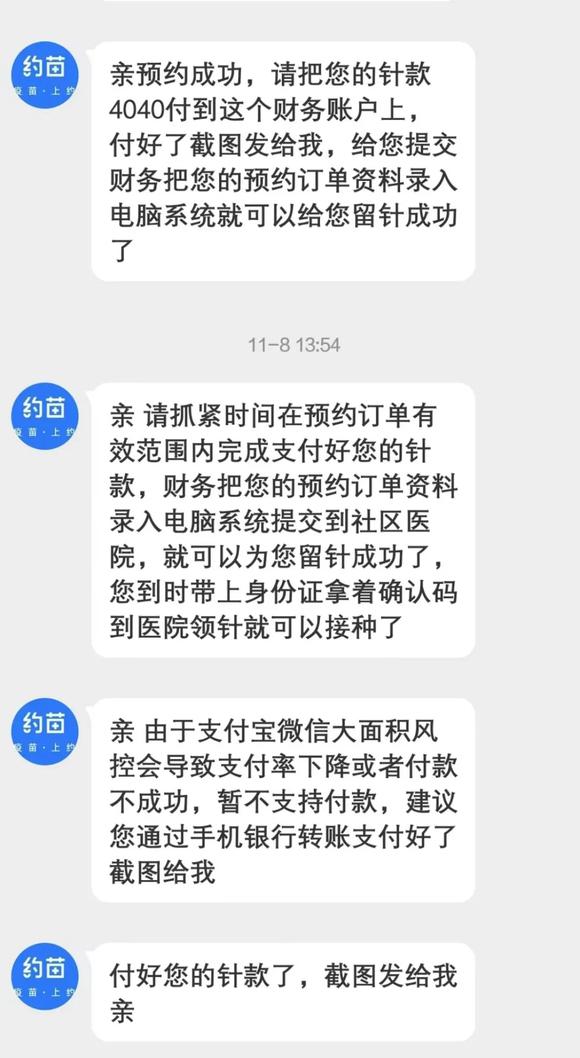 约苗
疫苗·上约
亲预约成功，请把您的针款
4040付到这个财务账户上，
付好了截图发给我，给您提交
财务把您的预约订单资料录入
电脑系统就可以给您留针成功
了
11-8 13:54
约苗
疫苗·上约
亲 请抓紧时间在预约订单有
效范围内完成支付好您的针
款，财务把您的预约订单资料
录入电脑系统提交到社区医
院，就可以为您留针成功了，
您到时带上身份证拿着确认码
到医院领针就可以接种了
约苗
疫苗·上约
亲 由于支付宝微信大面积风
控会导致支付率下降或者付款
不成功，暂不支持付款，建议
您通过手机银行转账支付好了
截图给我
约苗
疫苗·上约
付好您的针款了，截图发给我
亲